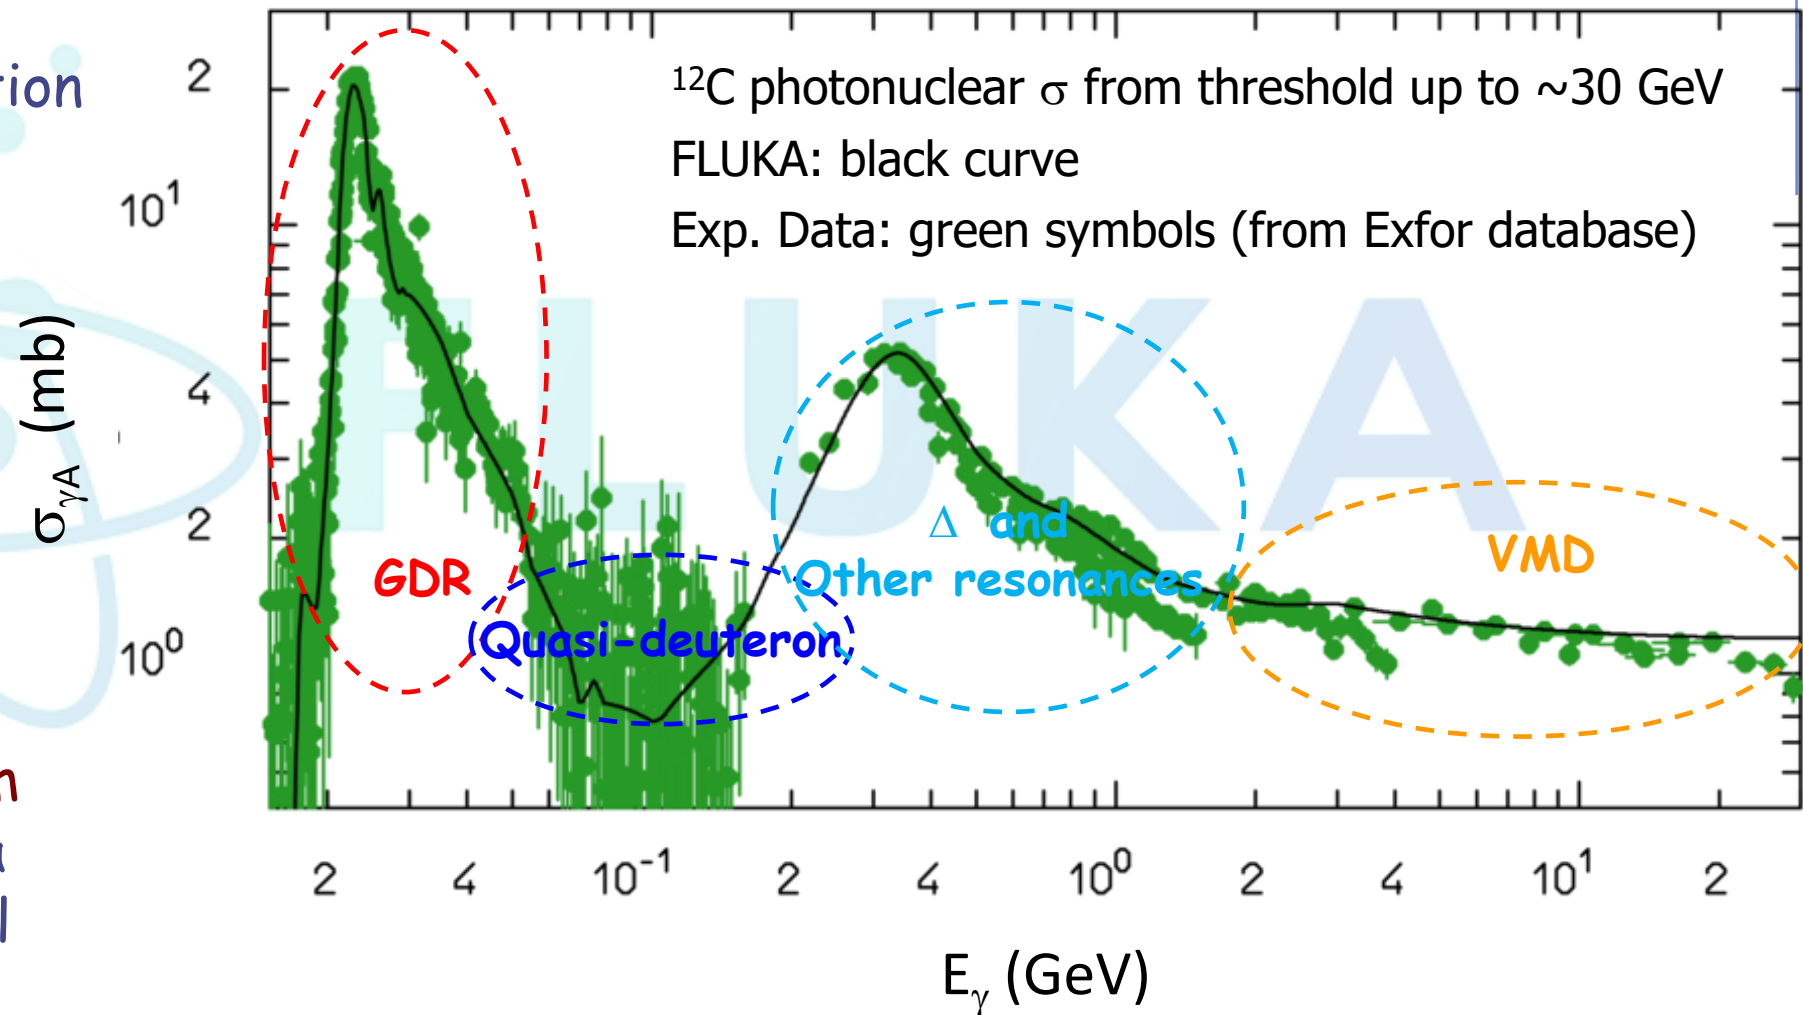 tion
¹²C photonuclear σ from threshold up to ~30 GeV
FLUKA: black curve
Exp. Data: green symbols (from Exfor database)
FLUKA
2
10¹
4
2
10⁰
σγA (mb)
GDR
Quasi-deuteron
Δ and
Other resonances
VMD
n
a
l
2 4 10⁻¹ 2 4 10⁰ 2 4 10¹ 2
Eγ (GeV)